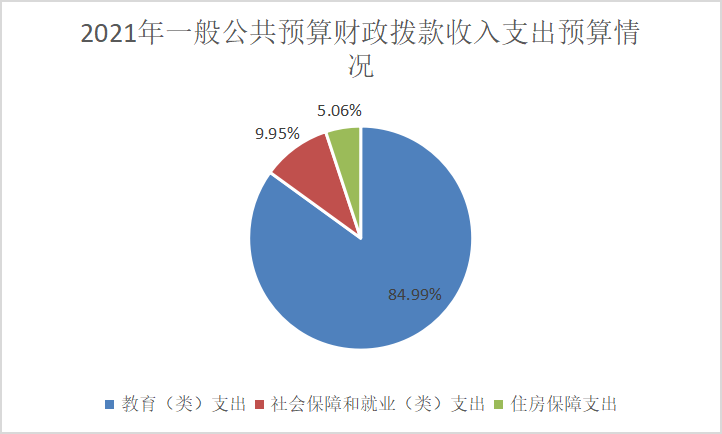 2021年一般公共预算财政拨款收入支出预算情
况
5.06%
9.95%
84.99%
教育（类）支出 社会保障和就业（类）支出 住房保障支出